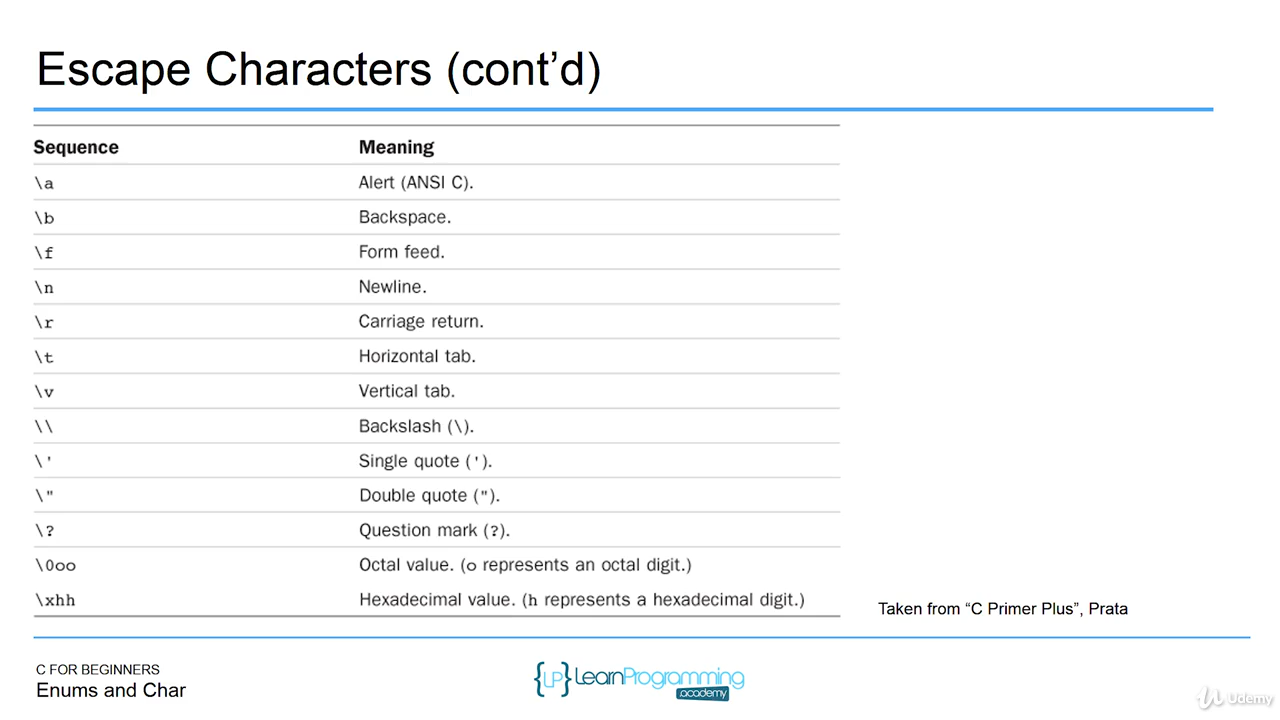 Escape Characters (cont’d)
Sequence Meaning
\a Alert (ANSI C).
\b Backspace.
\f Form feed.
\n Newline.
\r Carriage return.
\t Horizontal tab.
\v Vertical tab.
\\ Backslash (\).
\' Single quote (').
\" Double quote (").
\? Question mark (?).
\0oo Octal value. (o represents an octal digit.)
\xhh Hexadecimal value. (h represents a hexadecimal digit.)
Taken from “C Primer Plus”, Prata
C FOR BEGINNERS
Enums and Char
{LP} LearnProgramming
.academy
Udemy